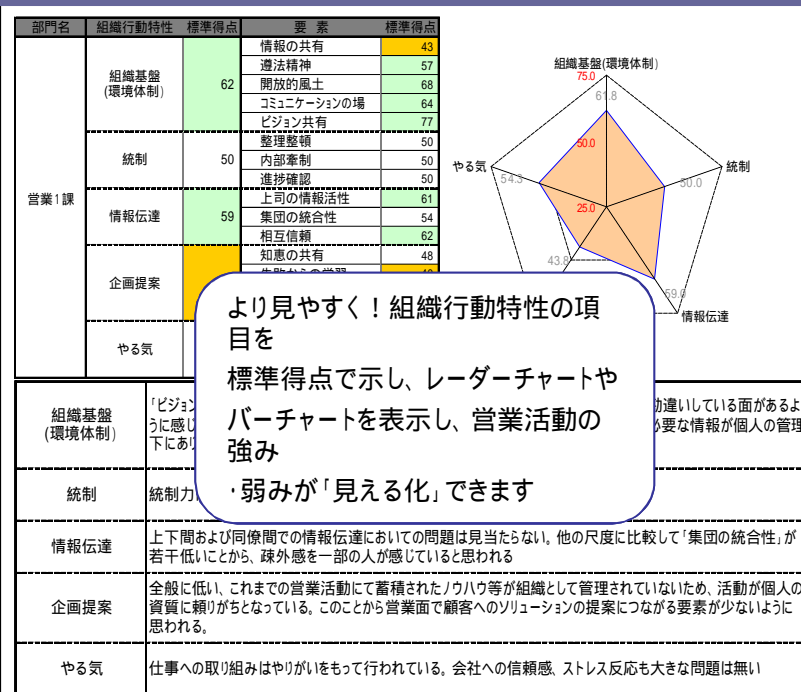 部門名 組織行動特性 標準得点 要 素 標準得点
営業1課
組織基盤
(環境体制)
62
情報の共有 43
遵法精神 57
開放的風土 68
コミュニケーションの場 64
ビジョン共有 77
統制 50
整理整頓 50
内部牽制 50
進捗確認 50
情報伝達 59
上司の情報活性 61
集団の統合性 54
相互信頼 62
企画提案
知恵の共有 48
やる気
組織基盤(環境体制)
75.0
61.8
50.0
25.0
やる気
54.3
統制
50.0
43.8
59.0
情報伝達
より見やすく！組織行動特性の項
目を
標準得点で示し、レーダーチャートや
バーチャートを表示し、営業活動の
強み
・弱みが「見える化」できます
組織基盤
(環境体制)
「ビジョン 勘違いしている面があるよ
うに感じ 必要な情報が個人の管理
下にあり
統制
統制力
情報伝達
上下間および同僚間での情報伝達においての問題は見当たらない。他の尺度に比較して「集団の統合性」が
若干低いことから、疎外感を一部の人が感じていると思われる
企画提案
全般に低い、これまでの営業活動にて蓄積されたノウハウ等が組織として管理されていないため、活動が個人の
資質に頼りがちとなっている。このことから営業面で顧客へのソリューションの提案につながる要素が少ないように
思われる。
やる気
仕事への取り組みはやりがいをもって行われている。会社への信頼感、ストレス反応も大きな問題は無い